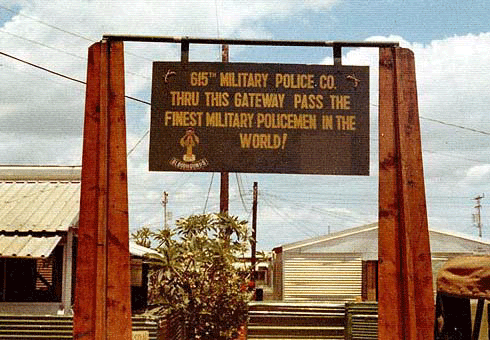 615TH MILITARY POLICE CO.
THRU THIS GATEWAY PASS THE
FINEST MILITARY POLICEMEN IN THE
WORLD!